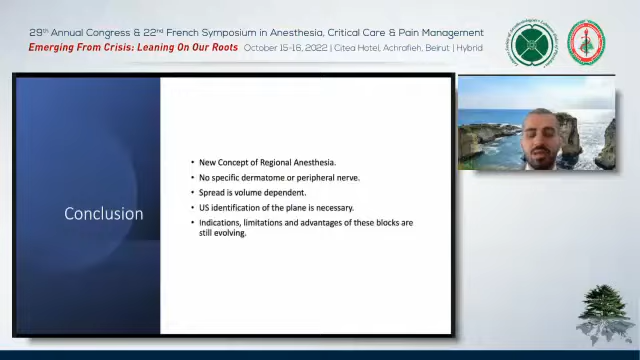 29th Annual Congress & 22nd French Symposium in Anesthesia, Critical Care & Pain Management
Emerging From Crisis: Leaning On Our Roots October 15-16, 2022 | Citea Hotel, Achrafieh, Beirut | Hybrid
Conclusion
• New Concept of Regional Anesthesia.
• No specific dermatome or peripheral nerve.
• Spread is volume dependent.
• US identification of the plane is necessary.
• Indications, limitations and advantages of these blocks are
still evolving.